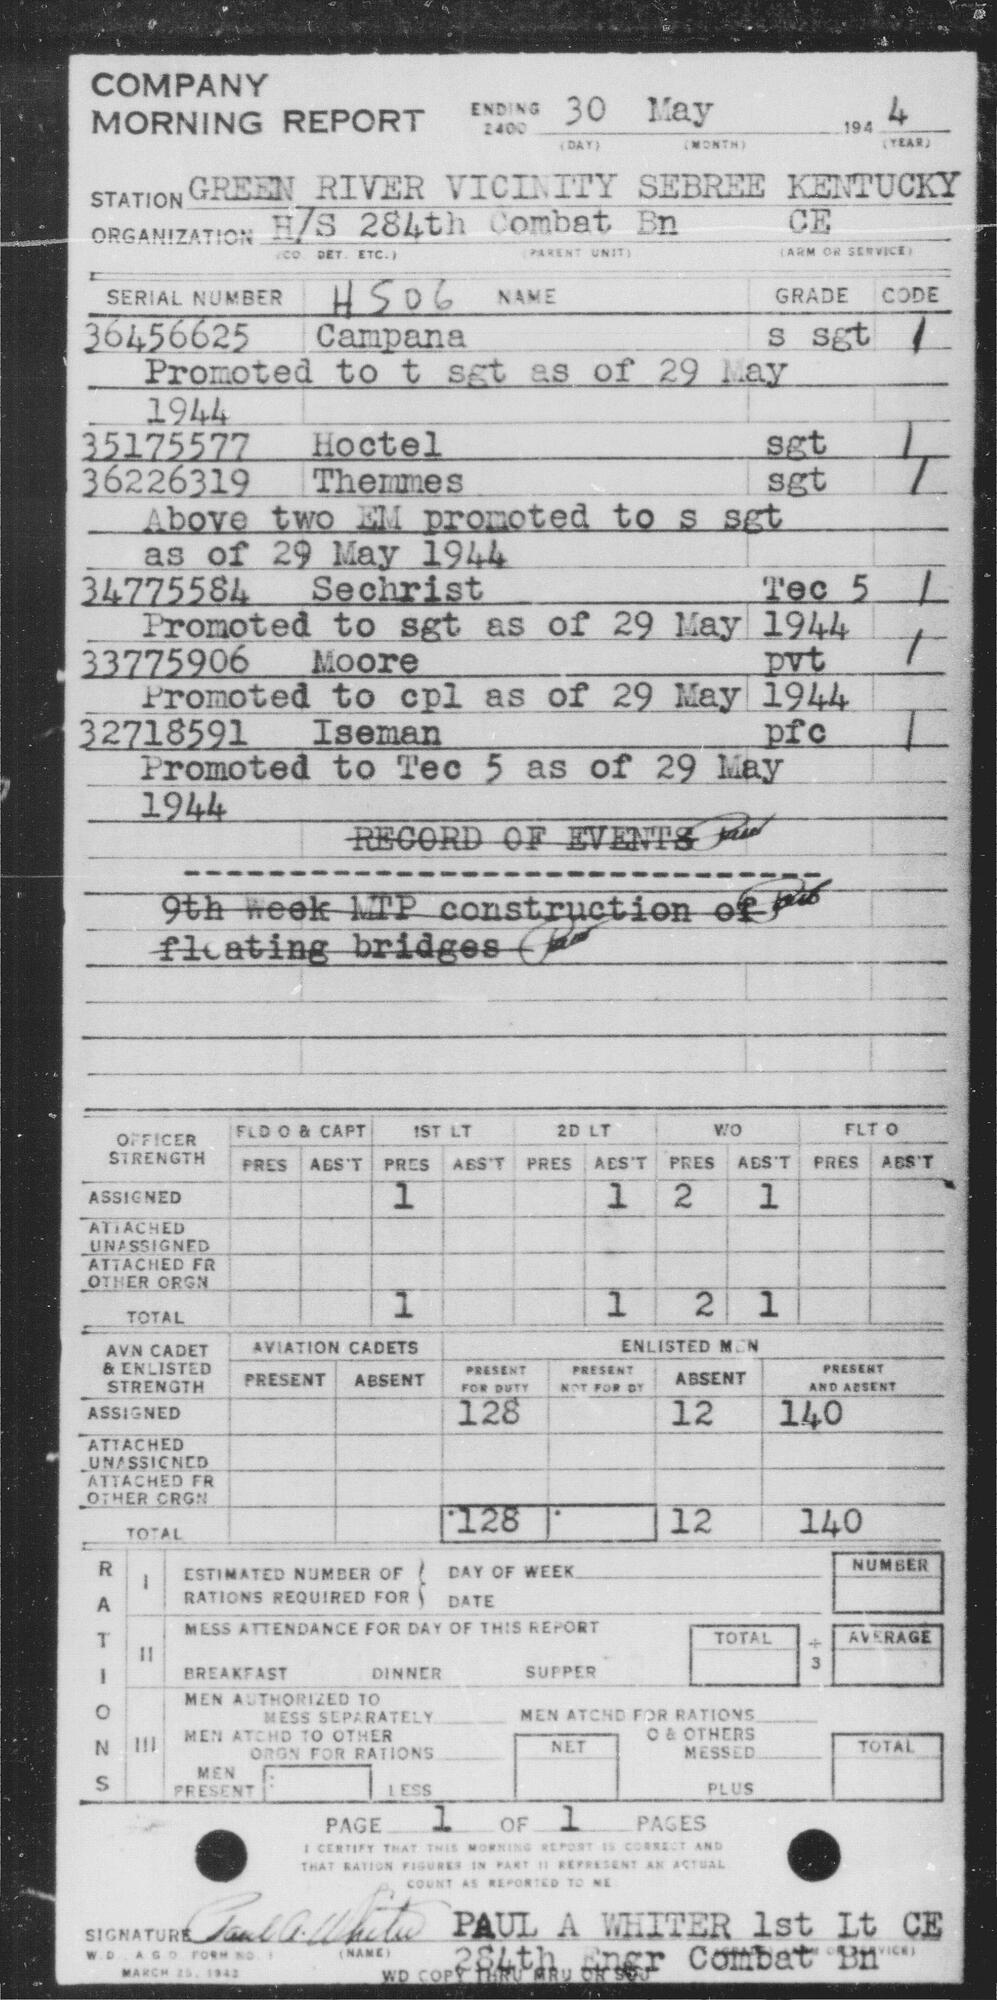 COMPANY
MORNING REPORT ENDING 2400 30 May 194 4
(DAY) (MONTH) (YEAR)
STATION GREEN RIVER VICINITY SEBREE KENTUCKY
ORGANIZATION H/S 284th Combat Bn CE
(CO. DET. ETC.) (PARENT UNIT) (ARM OR SERVICE)
SERIAL NUMBER HS06 NAME GRADE CODE
36456625 Campana s sgt /
Promoted to t sgt as of 29 May
1944
35175577 Hoctel sgt /
36226319 Themmes sgt /
Above two EM promoted to s sgt
as of 29 May 1944
34775584 Sechrist Tec 5 /
Promoted to sgt as of 29 May 1944
33775906 Moore pvt /
Promoted to cpl as of 29 May 1944
32718591 Iseman pfc /
Promoted to Tec 5 as of 29 May
1944
RECORD OF EVENTS
9th Week MTP construction of
floating bridges
OFFICER STRENGTH FLD O & CAPT 1ST LT 2D LT W/O FLT O
PRES ABS'T PRES ABS'T PRES ABS'T PRES ABS'T PRES ABS'T
ASSIGNED 1 1 2 1
ATTACHED UNASSIGNED
ATTACHED FR OTHER ORGN
TOTAL 1 1 2 1
AVN CADET & ENLISTED STRENGTH AVIATION CADETS ENLISTED MEN
PRESENT ABSENT PRESENT FOR DUTY PRESENT NOT FOR DY ABSENT PRESENT AND ABSENT
ASSIGNED 128 12 140
ATTACHED UNASSIGNED
ATTACHED FR OTHER ORGN
TOTAL 128 12 140
RATIONS
I ESTIMATED NUMBER OF DAY OF WEEK NUMBER
RATIONS REQUIRED FOR DATE
II MESS ATTENDANCE FOR DAY OF THIS REPORT TOTAL ÷ 3 AVERAGE
BREAKFAST DINNER SUPPER
III MEN AUTHORIZED TO
MESS SEPARATELY MEN ATCHD FOR RATIONS
MEN ATCHD TO OTHER NET O & OTHERS TOTAL
ORGN FOR RATIONS MESSED
MEN PRESENT LESS PLUS
PAGE 1 OF 1 PAGES
I CERTIFY THAT THIS MORNING REPORT IS CORRECT AND
THAT RATION FIGURES IN PART II REPRESENT AN ACTUAL
COUNT AS REPORTED TO ME
SIGNATURE Paul A. Whiter PAUL A WHITER 1st Lt CE
W.D., A.G.O. FORM NO. 1 (NAME) 284th Engr Combat Bn
MARCH 25, 1943 WD COPY THRU MRU OR SCU